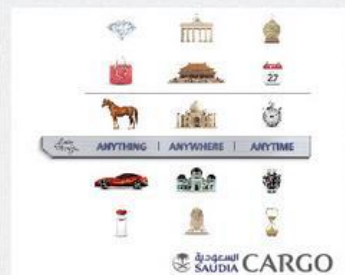 27
ANYTHING | ANYWHERE | ANYTIME
السعودية
SAUDIA CARGO